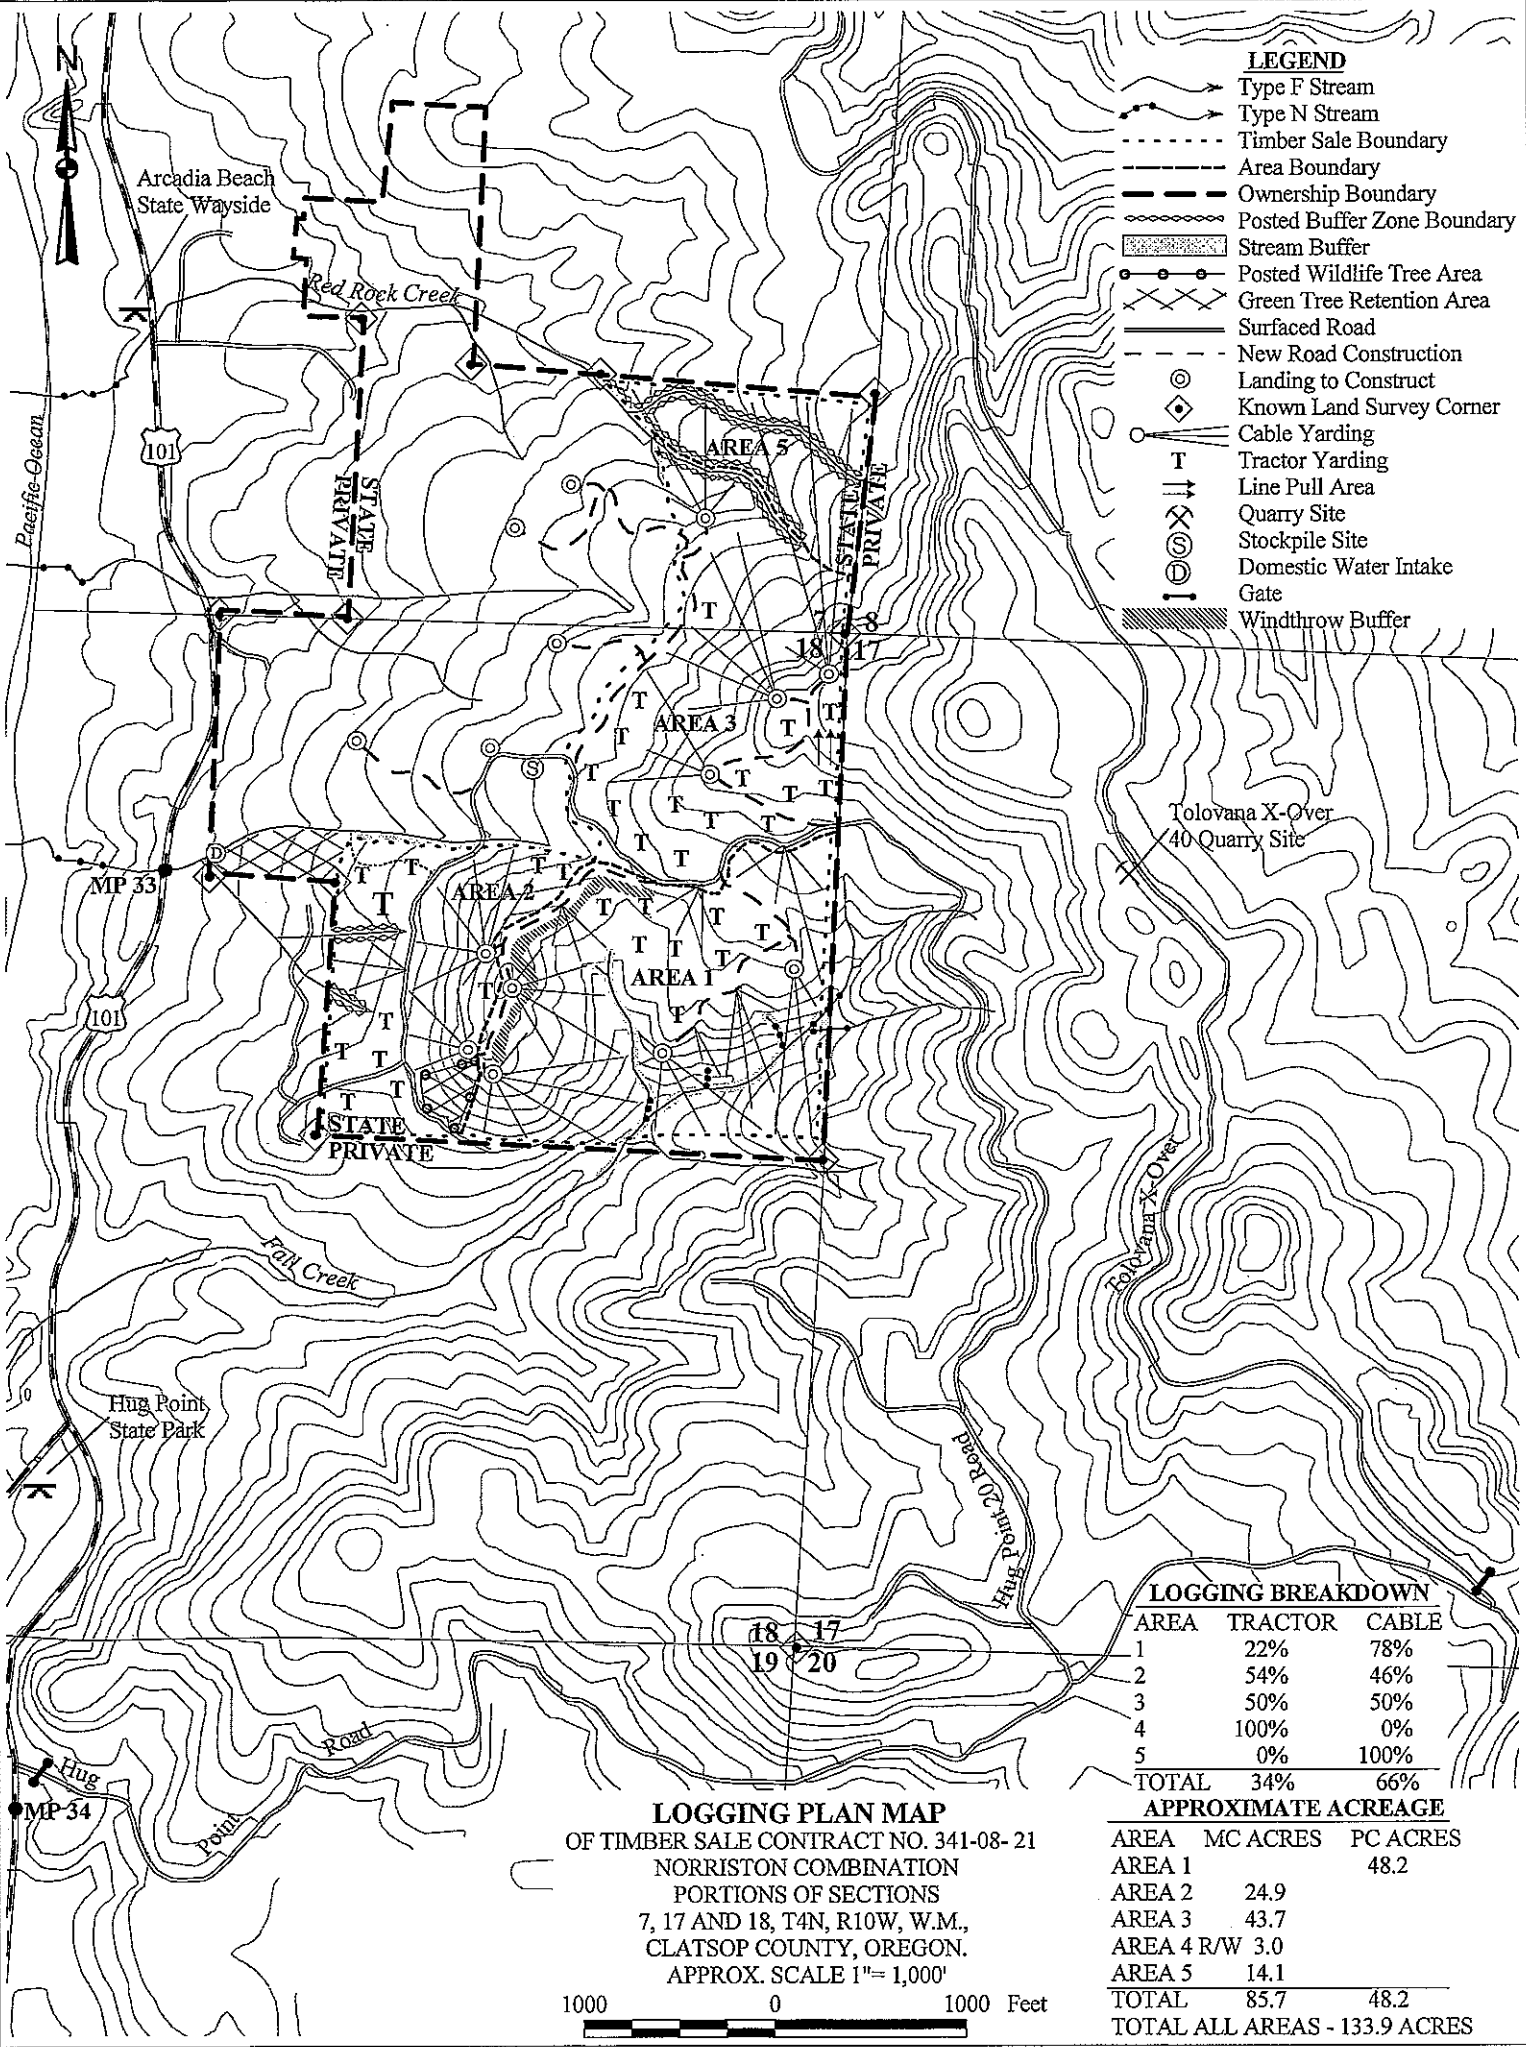 N
LEGEND
Type F Stream
Type N Stream
Timber Sale Boundary
Area Boundary
Ownership Boundary
Posted Buffer Zone Boundary
Stream Buffer
Posted Wildlife Tree Area
Green Tree Retention Area
Surfaced Road
New Road Construction
Landing to Construct
Known Land Survey Corner
Cable Yarding
T Tractor Yarding
Line Pull Area
Quarry Site
S Stockpile Site
D Domestic Water Intake
Gate
Windthrow Buffer
Arcadia Beach
State Wayside
Red Rock Creek
Pacific Ocean
101
STATE
PRIVATE
AREA 5
STATE
PRIVATE
7 8
18 17
T
T
T
T
AREA 3
T
T
T
S
T
T
T
T
T
T
T
T
T
T
Tolovana X-Over
40 Quarry Site
D
MP 33
T
T
T
T
T
AREA 2
T
T
T
T
T
T
T
T
AREA 1
T
T
101
T
T
T
T
T
STATE
PRIVATE
Fall Creek
Tolovana X-Over
0
Hug Point
State Park
Hug Point 20 Road
18 17
19 20
Hug
Point
Road
MP 34
LOGGING BREAKDOWN
AREA TRACTOR CABLE
1 22% 78%
2 54% 46%
3 50% 50%
4 100% 0%
5 0% 100%
TOTAL 34% 66%
LOGGING PLAN MAP
OF TIMBER SALE CONTRACT NO. 341-08- 21
NORRISTON COMBINATION
PORTIONS OF SECTIONS
7, 17 AND 18, T4N, R10W, W.M.,
CLATSOP COUNTY, OREGON.
APPROX. SCALE 1"= 1,000'
1000 0 1000 Feet
APPROXIMATE ACREAGE
AREA MC ACRES PC ACRES
AREA 1 48.2
AREA 2 24.9
AREA 3 43.7
AREA 4 R/W 3.0
AREA 5 14.1
TOTAL 85.7 48.2
TOTAL ALL AREAS - 133.9 ACRES